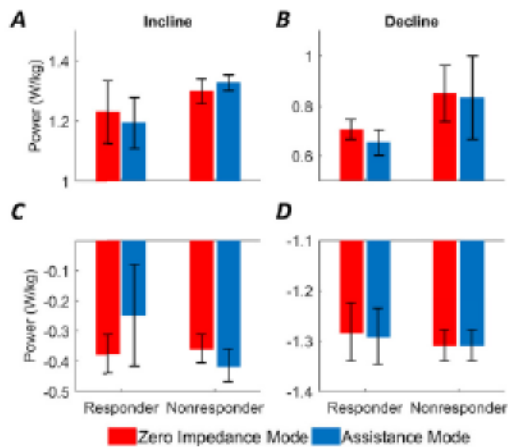 A Incline B Decline
Power (W/kg)
1.4
1.2
1
1
0.8
0.6
C D
Power (W/kg)
-0.1
-0.2
-0.3
-0.4
-0.5
-1.1
-1.2
-1.3
-1.4
Responder Nonresponder Responder Nonresponder
Zero Impedance Mode Assistance Mode